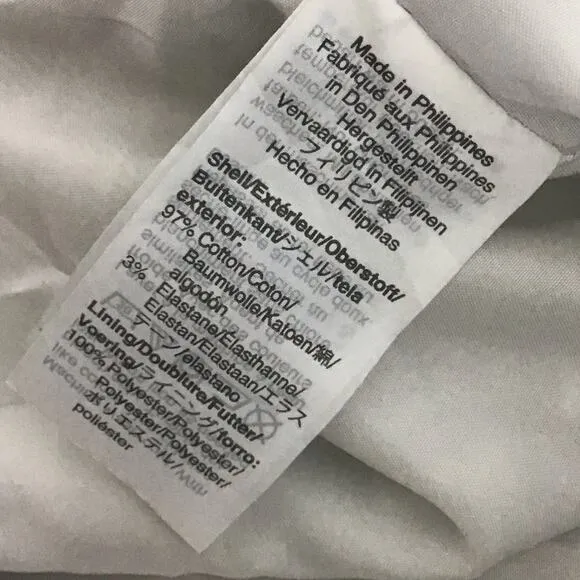 Made in Philippines
Fabriqué aux Philippines
in Den Philippinen
Hergestellt
Vervaardigd in Filipijnen
フィリピン製
Hecho en Filipinas
Shell/Extérieur/Oberstoff/
Buitenkant/シェル/tela
exterior:
97% Cotton/Coton/
Baumwolle/Katoen/綿/
algodón
3% Elastane/Elasthanne/
Elastan/Elastaan/エラス
テーン/elastano
Lining/Doublure/Futter/
Voering/ライニング/forro:
100% Polyester/Polyester/
Polyester/Polyester/
ポリエステル/
poliéster